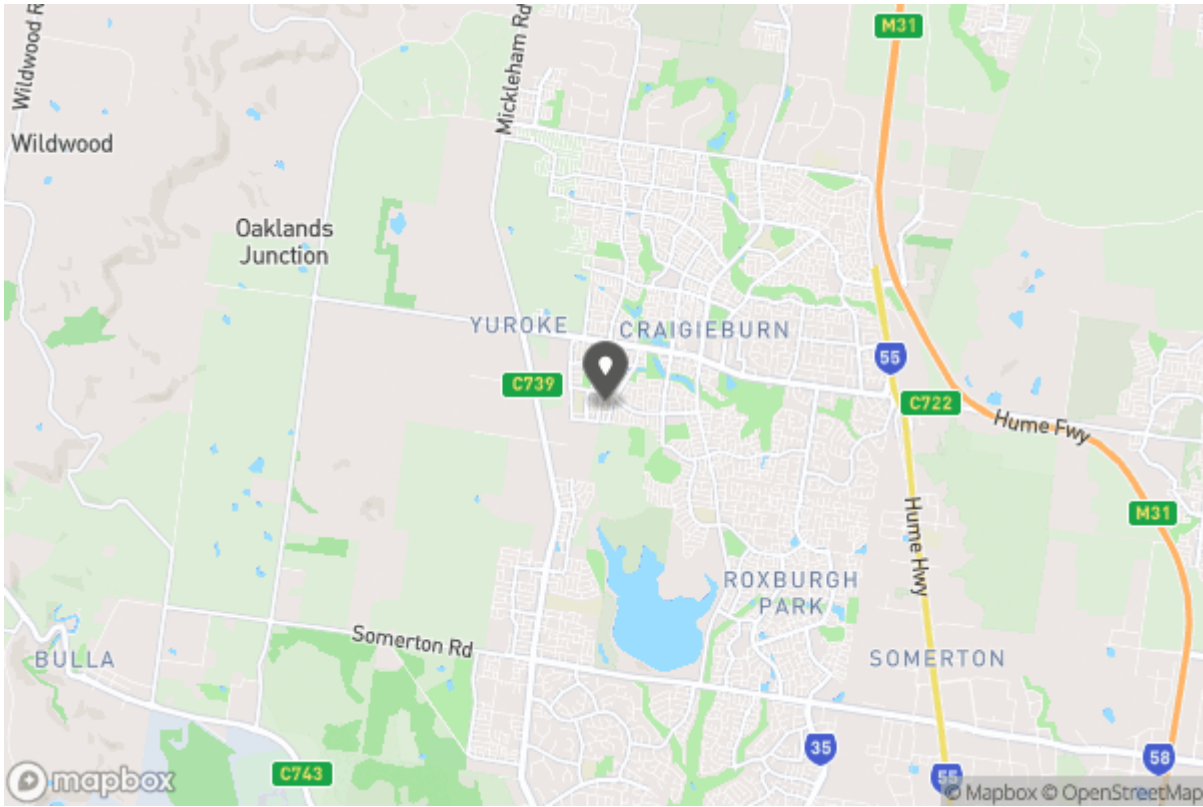 M31
Wildwood R
Mickleham Rd
Wildwood
Oaklands
Junction
YUROKE
CRAIGIEBURN
55
C739
C722
Hume Fwy
M31
Hume Hwy
ROXBURGH
PARK
Somerton Rd
BULLA
SOMERTON
35
58
C743
55
mapbox
© Mapbox © OpenStreetMap